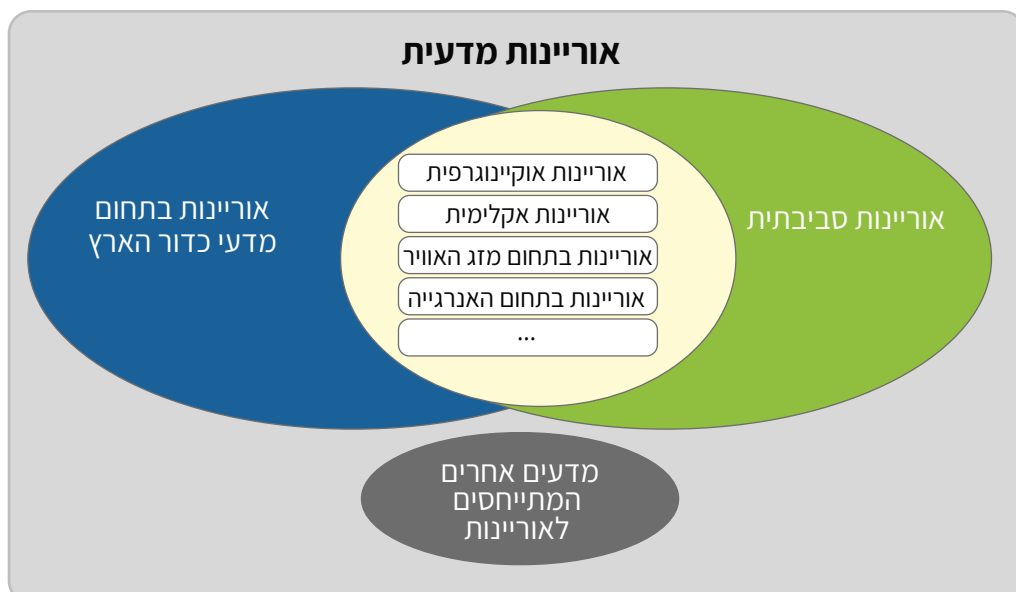 אוריינות מדעית
אוריינות סביבתית
אוריינות אוקיינוגרפית
אוריינות אקלימית
אוריינות בתחום מזג האוויר
אוריינות בתחום האנרגייה
...
אוריינות בתחום
מדעי כדור הארץ
מדעים אחרים
המתייחסים
לאוריינות